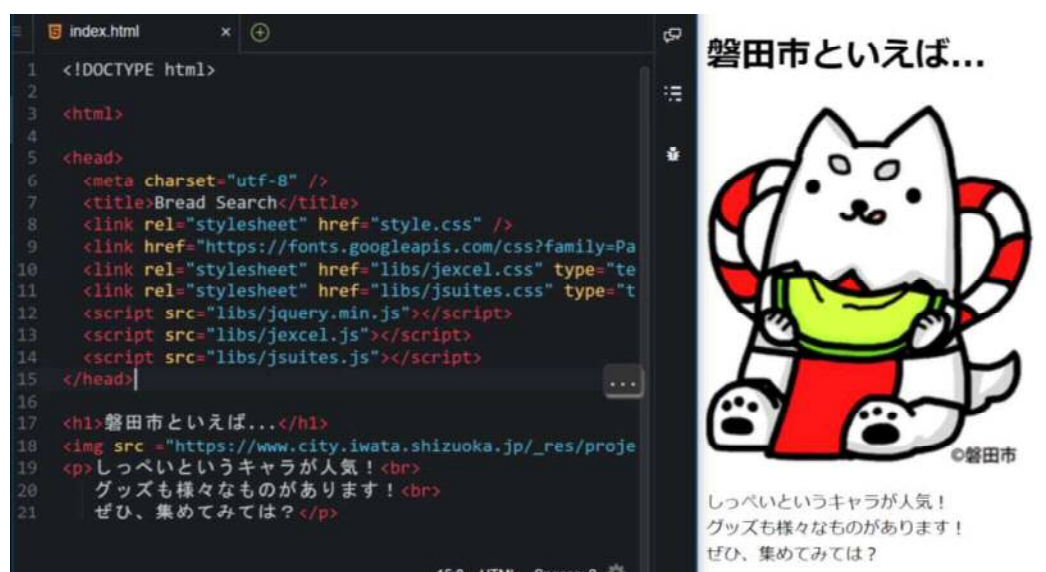 index.html
1 <!DOCTYPE html>
2
3 <html>
4
5 <head>
6 <meta charset="utf-8" />
7 <title>Bread Search</title>
8 <link rel="stylesheet" href="style.css" />
9 <link href="https://fonts.googleapis.com/css?family=Pa
10 <link rel="stylesheet" href="libs/jexcel.css" type="te
11 <link rel="stylesheet" href="libs/jsuites.css" type="t
12 <script src="libs/jquery.min.js"></script>
13 <script src="libs/jexcel.js"></script>
14 <script src="libs/jsuites.js"></script>
15 </head>
...
16
17 <h1>磐田市といえば...</h1>
18 <img src ="https://www.city.iwata.shizuoka.jp/_res/proje
19 <p>しっぺいというキャラが人気！<br>
20 グッズも様々なものがあります！<br>
21 ぜひ、集めてみては？</p>
磐田市といえば...
©磐田市
しっぺいというキャラが人気！
グッズも様々なものがあります！
ぜひ、集めてみては？